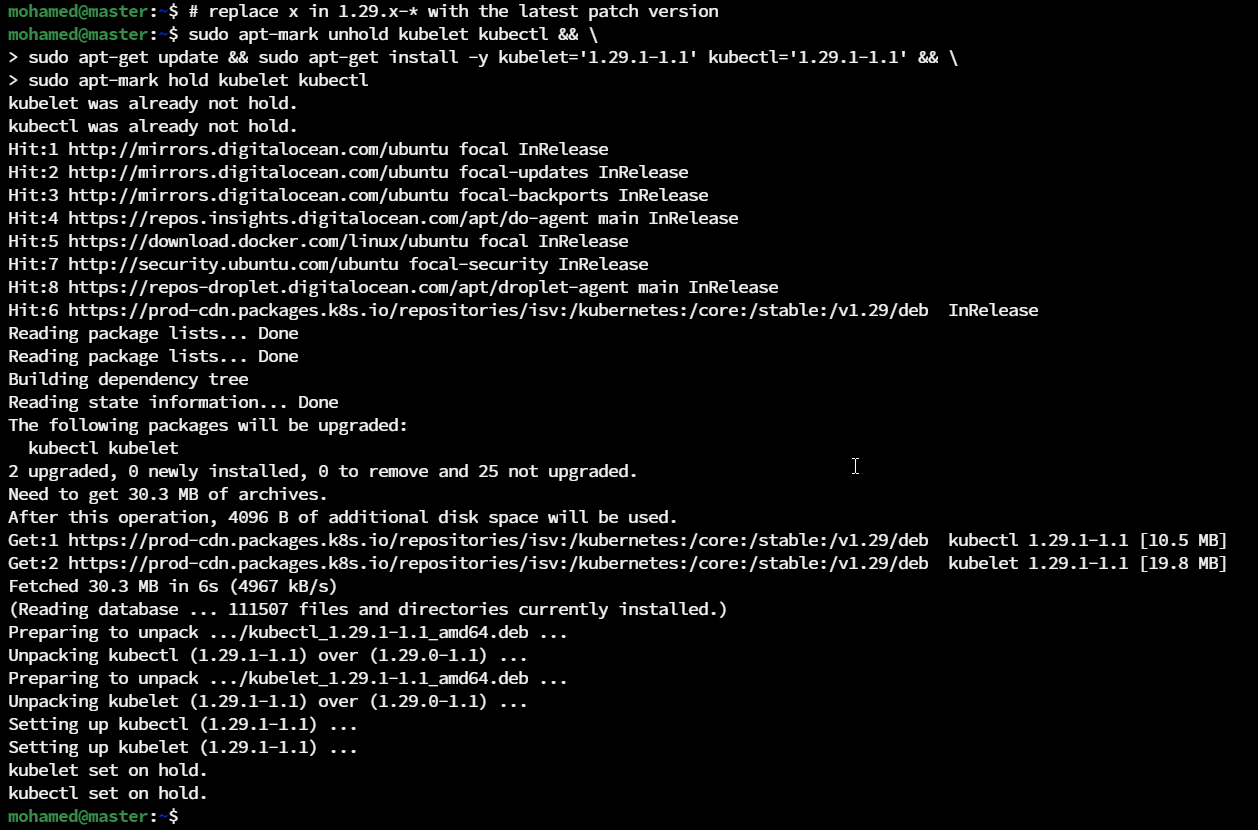 mohamed@master:~$ # replace x in 1.29.x-* with the latest patch version
mohamed@master:~$ sudo apt-mark unhold kubelet kubectl && \
> sudo apt-get update && sudo apt-get install -y kubelet='1.29.1-1.1' kubectl='1.29.1-1.1' && \
> sudo apt-mark hold kubelet kubectl
kubelet was already not hold.
kubectl was already not hold.
Hit:1 http://mirrors.digitalocean.com/ubuntu focal InRelease
Hit:2 http://mirrors.digitalocean.com/ubuntu focal-updates InRelease
Hit:3 http://mirrors.digitalocean.com/ubuntu focal-backports InRelease
Hit:4 https://repos.insights.digitalocean.com/apt/do-agent main InRelease
Hit:5 https://download.docker.com/linux/ubuntu focal InRelease
Hit:7 http://security.ubuntu.com/ubuntu focal-security InRelease
Hit:8 https://repos-droplet.digitalocean.com/apt/droplet-agent main InRelease
Hit:6 https://prod-cdn.packages.k8s.io/repositories/isv:/kubernetes:/core:/stable:/v1.29/deb  InRelease
Reading package lists... Done
Reading package lists... Done
Building dependency tree
Reading state information... Done
The following packages will be upgraded:
  kubectl kubelet
2 upgraded, 0 newly installed, 0 to remove and 25 not upgraded.
Need to get 30.3 MB of archives.
After this operation, 4096 B of additional disk space will be used.
Get:1 https://prod-cdn.packages.k8s.io/repositories/isv:/kubernetes:/core:/stable:/v1.29/deb  kubectl 1.29.1-1.1 [10.5 MB]
Get:2 https://prod-cdn.packages.k8s.io/repositories/isv:/kubernetes:/core:/stable:/v1.29/deb  kubelet 1.29.1-1.1 [19.8 MB]
Fetched 30.3 MB in 6s (4967 kB/s)
(Reading database ... 111507 files and directories currently installed.)
Preparing to unpack .../kubectl_1.29.1-1.1_amd64.deb ...
Unpacking kubectl (1.29.1-1.1) over (1.29.0-1.1) ...
Preparing to unpack .../kubelet_1.29.1-1.1_amd64.deb ...
Unpacking kubelet (1.29.1-1.1) over (1.29.0-1.1) ...
Setting up kubectl (1.29.1-1.1) ...
Setting up kubelet (1.29.1-1.1) ...
kubelet set on hold.
kubectl set on hold.
mohamed@master:~$